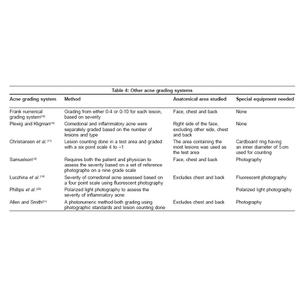 Table 4: Other acne grading systems
Acne grading system Method Anatomical area studied Special equipment needed
Frank numerical Grading from either 0-4 or 0-10 for each lesion, Face, chest and back None
grading system based on severity
Plewig and Kligman Comedonal and inflammatory acne were Right side of the face, None
separately graded based on the number of excluding other side, chest
lesions and type and back
Christiansen et al. Lesion counting done in a test area and graded The area containing the Cardboard ring having
with a six point scale 4 to -1 most lesions was used as an inner diameter of 5cm
the test area used for counting
Samuelson Requires both the patient and physician to Face, chest and back Photography
assess the severity based on a set of reference
photographs on a nine grade scale
Lucchina et al. Severity of comedonal acne assessed based on Excludes chest and back Fluorescent photography
a four point scale using fluorescent photography
Phillips et al. Polarized light photography to assess the Polarized light photography
severity of inflammatory acne
Allen and Smith A photonumeric method-both grading using Excludes chest and back Photography
photographic standards and lesion counting done